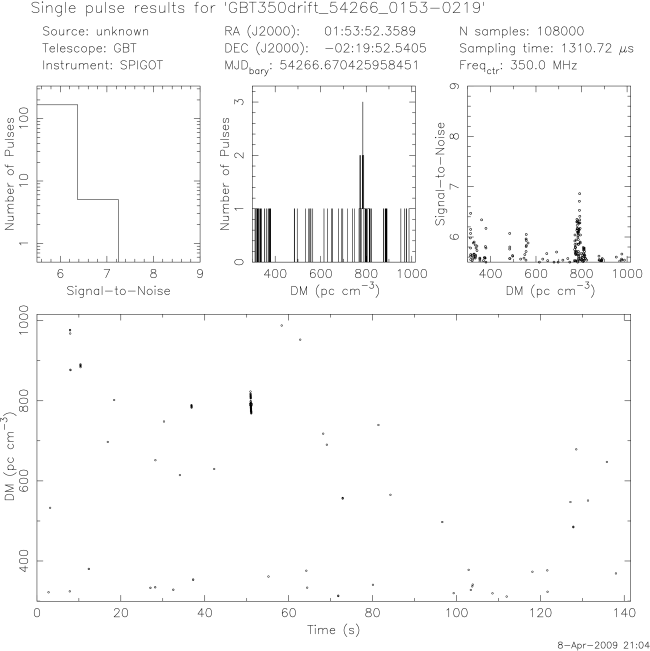 Single pulse results for 'GBT350drift_54266_0153-0219'
Source: unknown RA (J2000): 01:53:52.3589 N samples: 108000
Telescope: GBT DEC (J2000): −02:19:52.5405 Sampling time: 1310.72 μs
Instrument: SPIGOT MJD_bary: 54266.670425958451 Freq_ctr: 350.0 MHz
Number of Pulses
1 10 100
6 7 8 9
Signal-to-Noise
Number of Pulses
0 1 2 3
400 600 800 1000
DM (pc cm⁻³)
Signal-to-Noise
6 7 8 9
400 600 800 1000
DM (pc cm⁻³)
DM (pc cm⁻³)
400 600 800 1000
0 20 40 60 80 100 120 140
Time (s)
8-Apr-2009 21:04